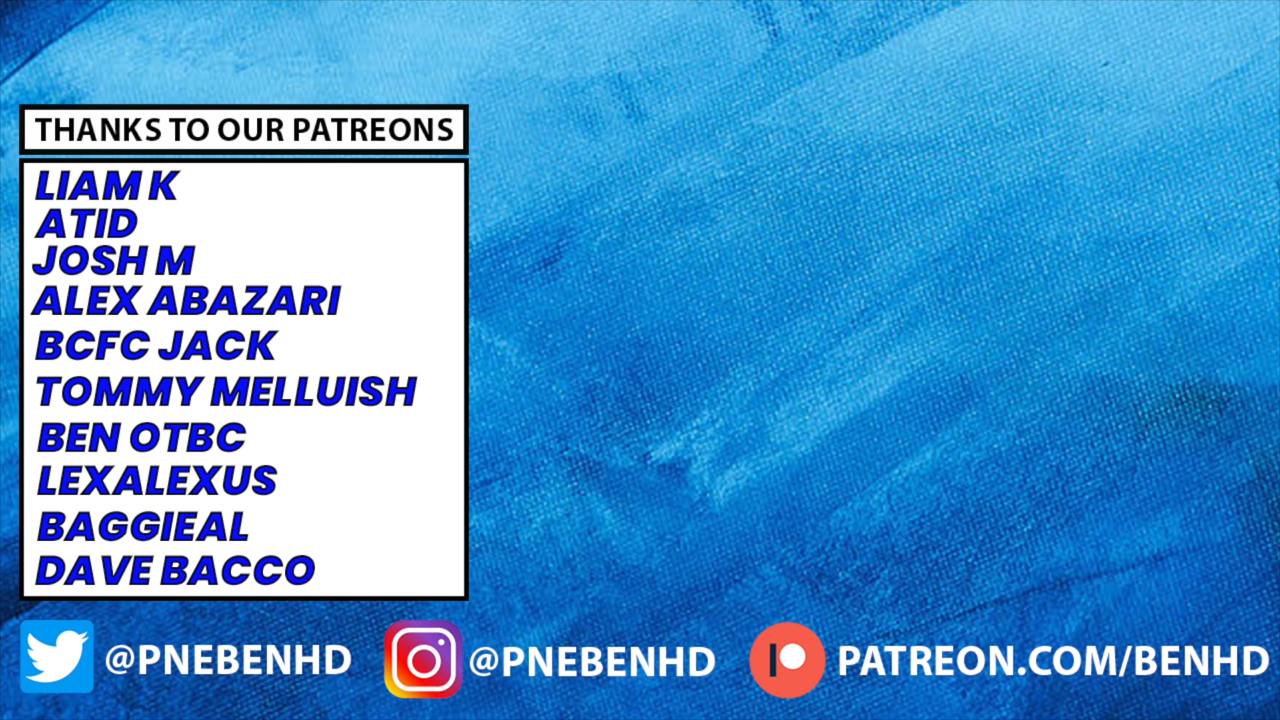 THANKS TO OUR PATREONS
LIAM K
ATID
JOSH M
ALEX ABAZARI
BCFC JACK
TOMMY MELLUISH
BEN OTBC
LEXALEXUS
BAGGIEAL
DAVE BACCO
@PNEBENHD @PNEBENHD PATREON.COM/BENHD